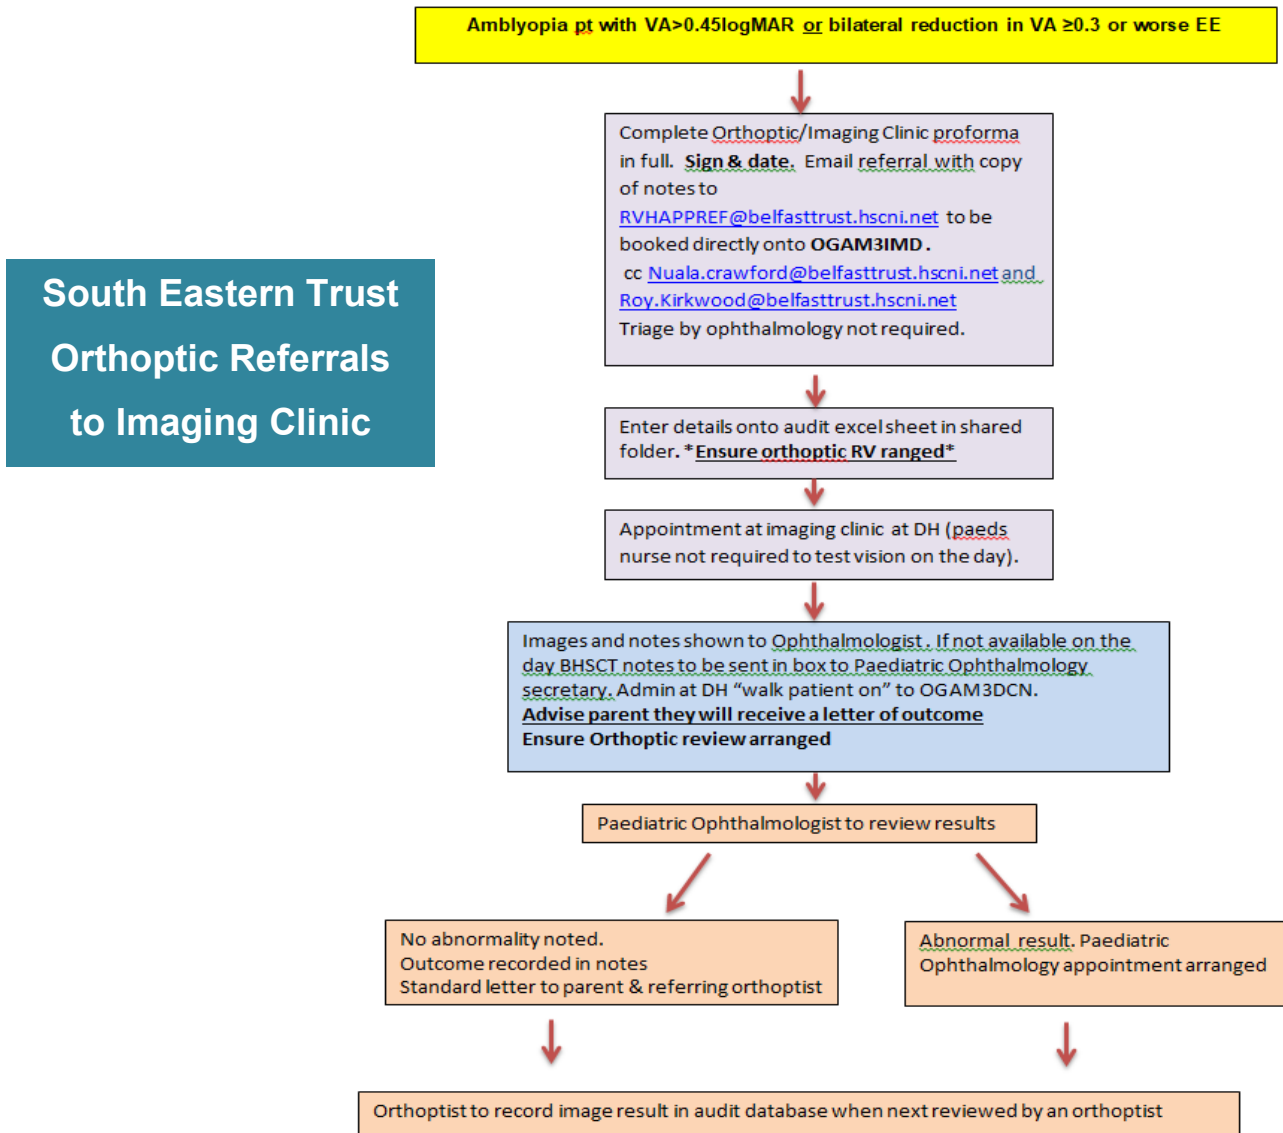 Amblyopia pt with VA>0.45logMAR or bilateral reduction in VA ≥0.3 or worse EE
Complete Orthoptic/Imaging Clinic proforma
in full. Sign & date. Email referral with copy
of notes to
RVHAPPREF@belfasttrust.hscni.net to be
booked directly onto OGAM3IMD.
cc Nuala.crawford@belfasttrust.hscni.net and
Roy.Kirkwood@belfasttrust.hscni.net
Triage by ophthalmology not required.
South Eastern Trust
Orthoptic Referrals
to Imaging Clinic
Enter details onto audit excel sheet in shared
folder. *Ensure orthoptic RV ranged*
Appointment at imaging clinic at DH (paeds
nurse not required to test vision on the day).
Images and notes shown to Ophthalmologist. If not available on the
day BHSCT notes to be sent in box to Paediatric Ophthalmology
secretary. Admin at DH “walk patient on” to OGAM3DCN.
Advise parent they will receive a letter of outcome
Ensure Orthoptic review arranged
Paediatric Ophthalmologist to review results
No abnormality noted.
Outcome recorded in notes
Standard letter to parent & referring orthoptist
Abnormal result. Paediatric
Ophthalmology appointment arranged
Orthoptist to record image result in audit database when next reviewed by an orthoptist